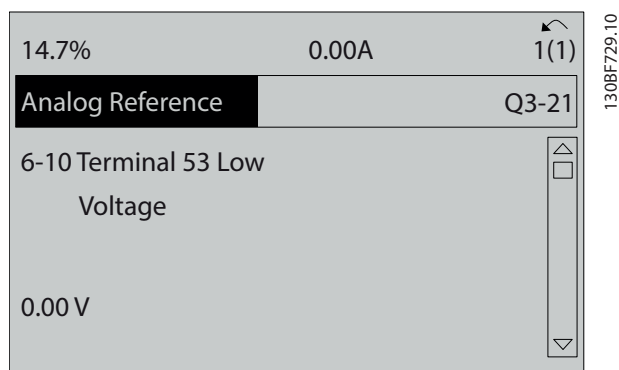 14.7% 0.00A 1(1)
Analog Reference Q3-21
6-10 Terminal 53 Low
Voltage
0.00 V
130BF729.10